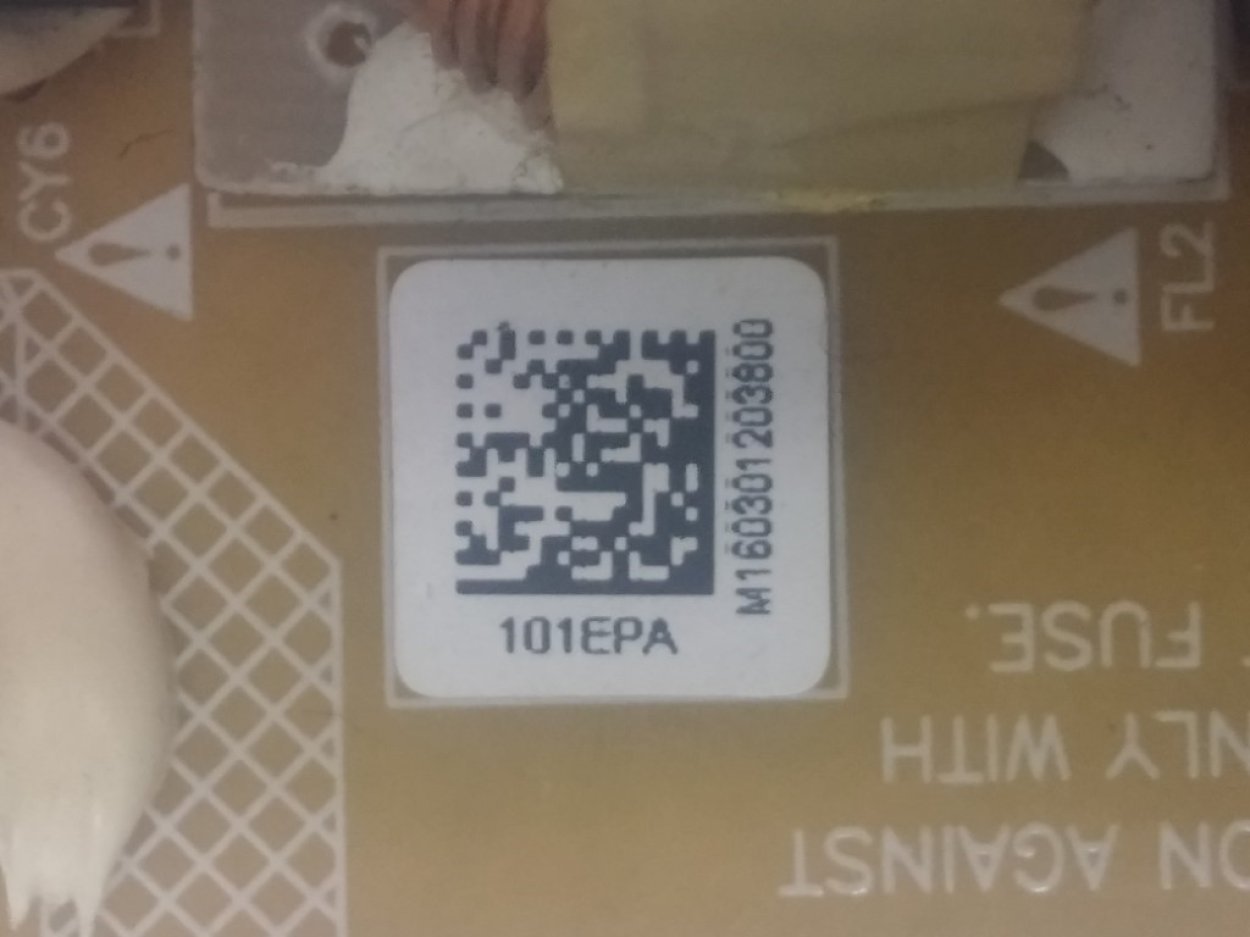 CY6
FL2
M160301203800
101EPA
ON AGAINST
NLY WITH
FUSE.